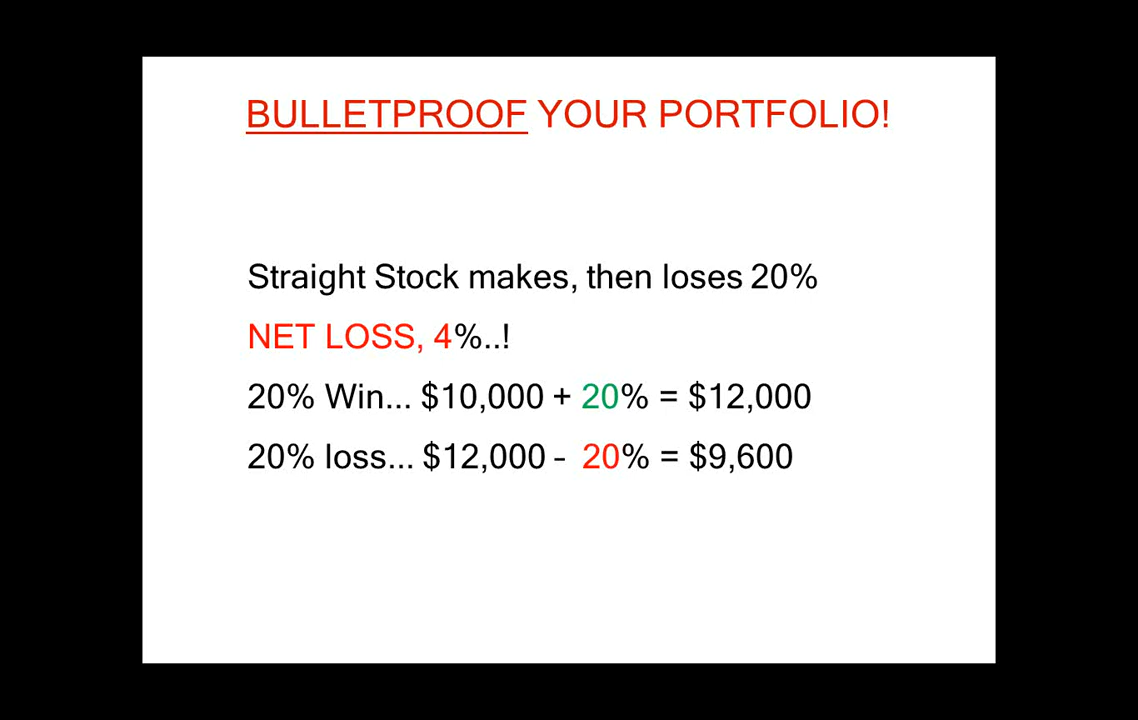 BULLETPROOF YOUR PORTFOLIO!
Straight Stock makes, then loses 20%
NET LOSS, 4%..!
20% Win... $10,000 + 20% = $12,000
20% loss... $12,000 - 20% = $9,600